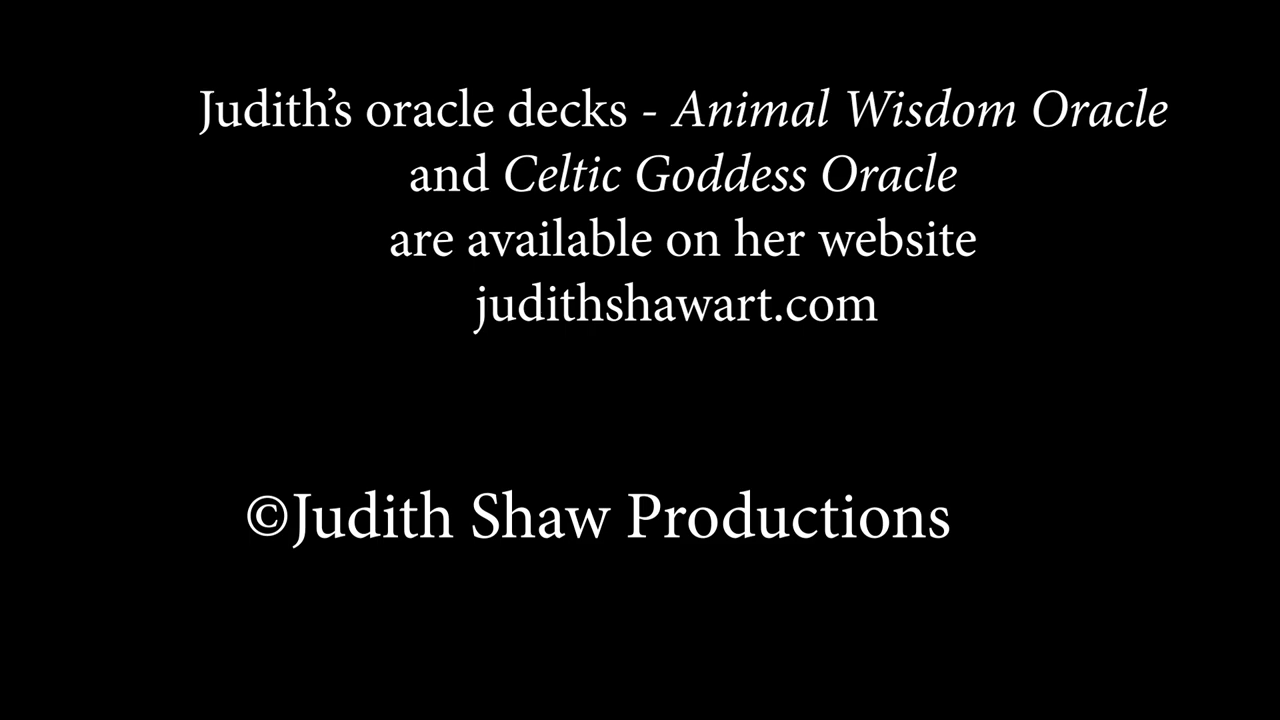 Judith’s oracle decks - Animal Wisdom Oracle
and Celtic Goddess Oracle
are available on her website
judithshawart.com
©Judith Shaw Productions